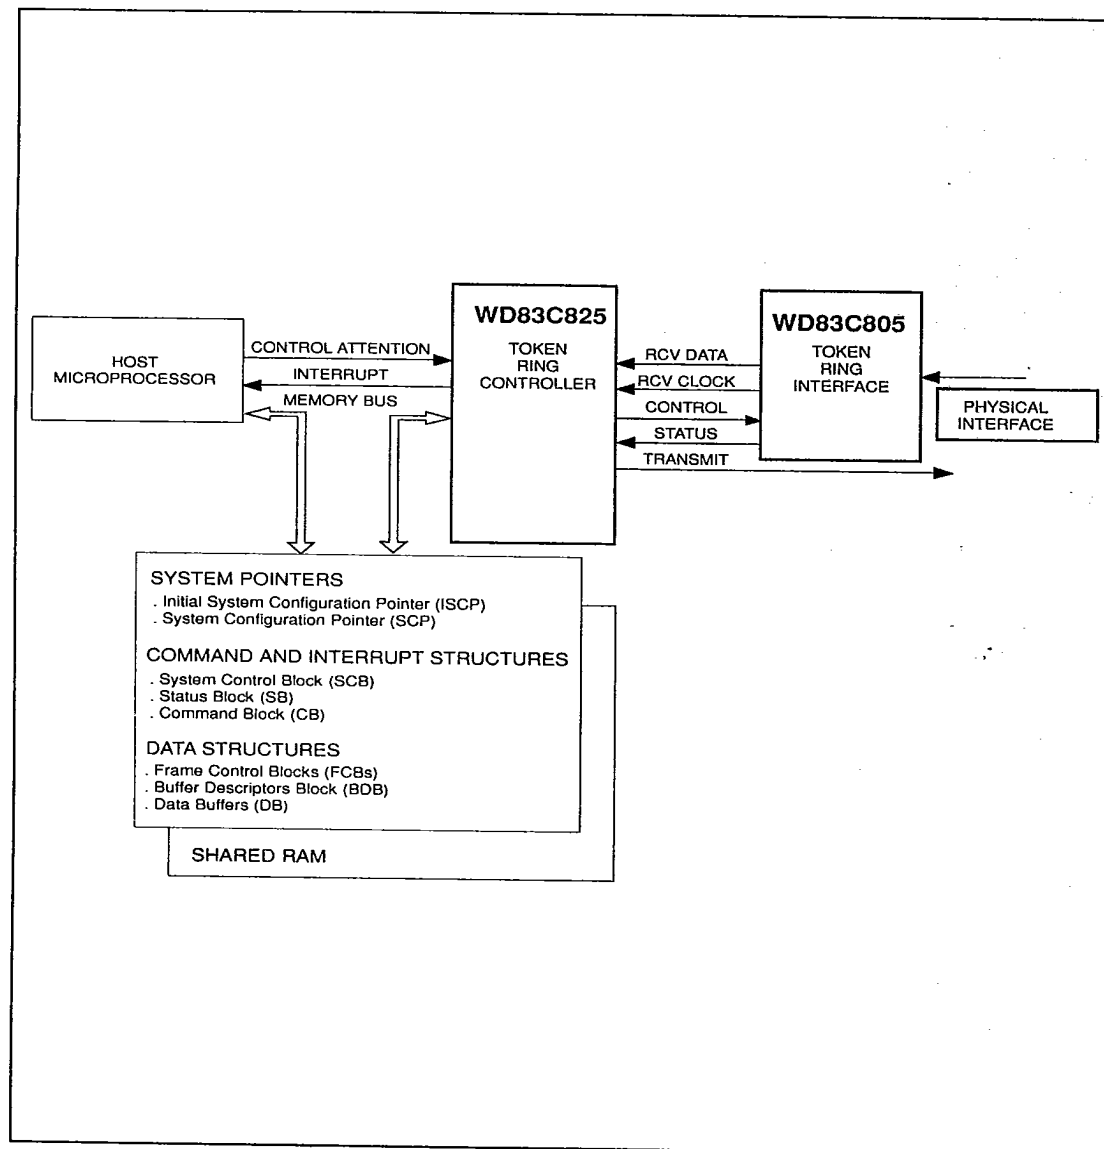 WD83C825
TOKEN
RING
CONTROLLER
WD83C805
TOKEN
RING
INTERFACE
HOST
MICROPROCESSOR
CONTROL ATTENTION
INTERRUPT
MEMORY BUS
RCV DATA
RCV CLOCK
CONTROL
STATUS
TRANSMIT
PHYSICAL
INTERFACE
SYSTEM POINTERS
. Initial System Configuration Pointer (ISCP)
. System Configuration Pointer (SCP)
COMMAND AND INTERRUPT STRUCTURES
. System Control Block (SCB)
. Status Block (SB)
. Command Block (CB)
DATA STRUCTURES
. Frame Control Blocks (FCBs)
. Buffer Descriptors Block (BDB)
. Data Buffers (DB)
SHARED RAM